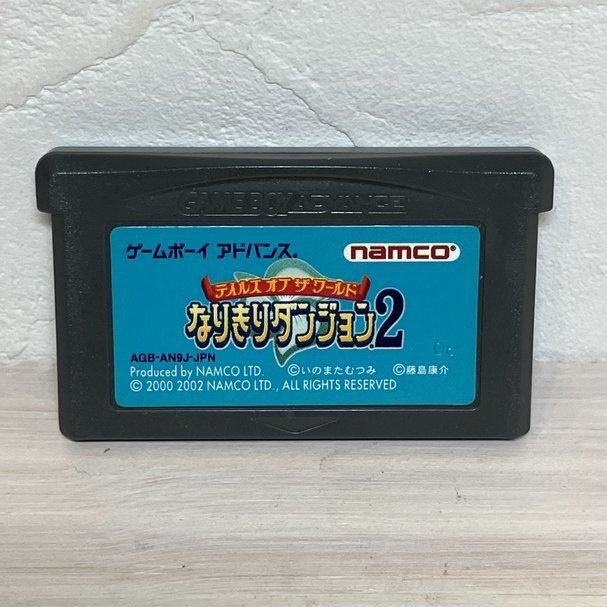 GAME BOY ADVANCE
ゲームボーイ アドバンス® namco®
テイルズ オブ ザ ワールド
なりきりダンジョン2
AGB-AN9J-JPN
Produced by NAMCO LTD. ©いのまたむつみ ©藤島康介
© 2000 2002 NAMCO LTD., ALL RIGHTS RESERVED